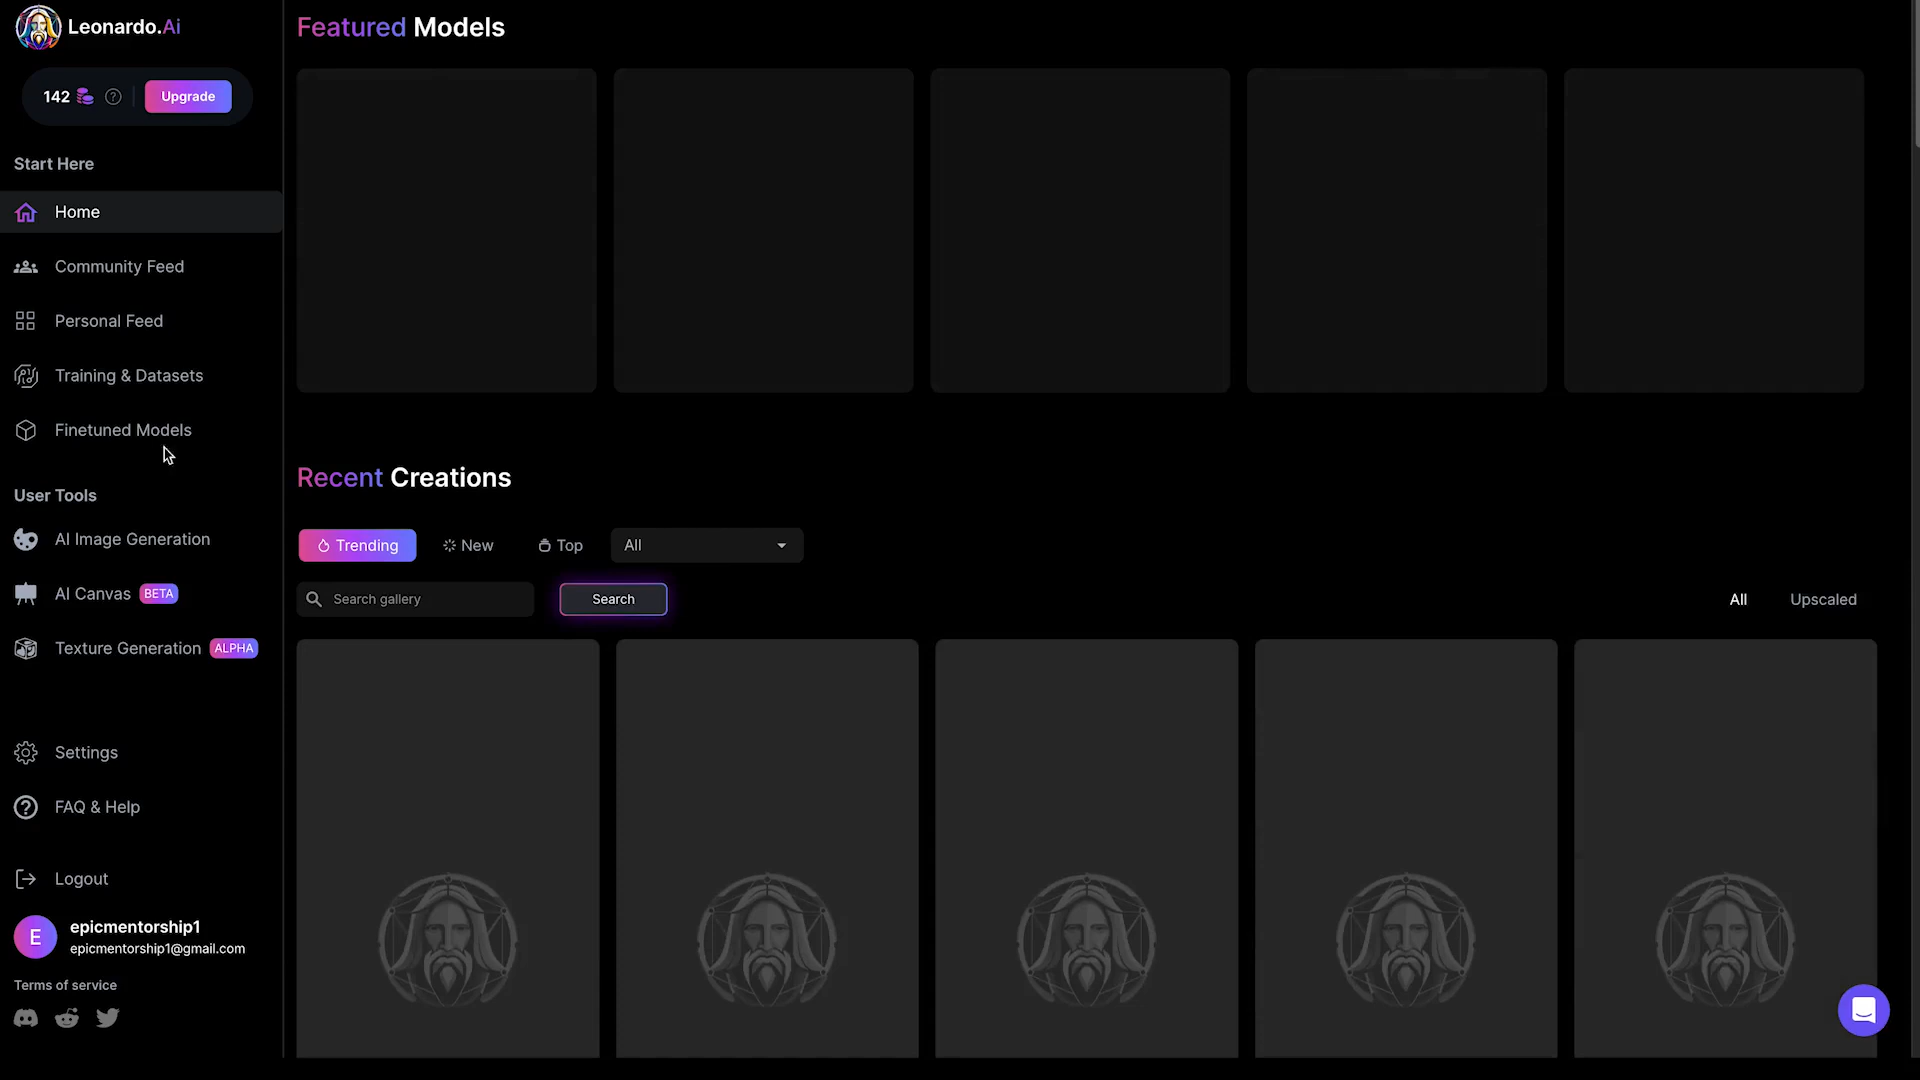 Leonardo.Ai
142
Upgrade
Start Here
Home
Community Feed
Personal Feed
Training & Datasets
Finetuned Models
User Tools
AI Image Generation
AI Canvas BETA
Texture Generation ALPHA
Settings
FAQ & Help
Logout
E
epicmentorship1
epicmentorship1@gmail.com
Terms of service
Featured Models
Recent Creations
Trending New Top All
Search gallery Search All Upscaled